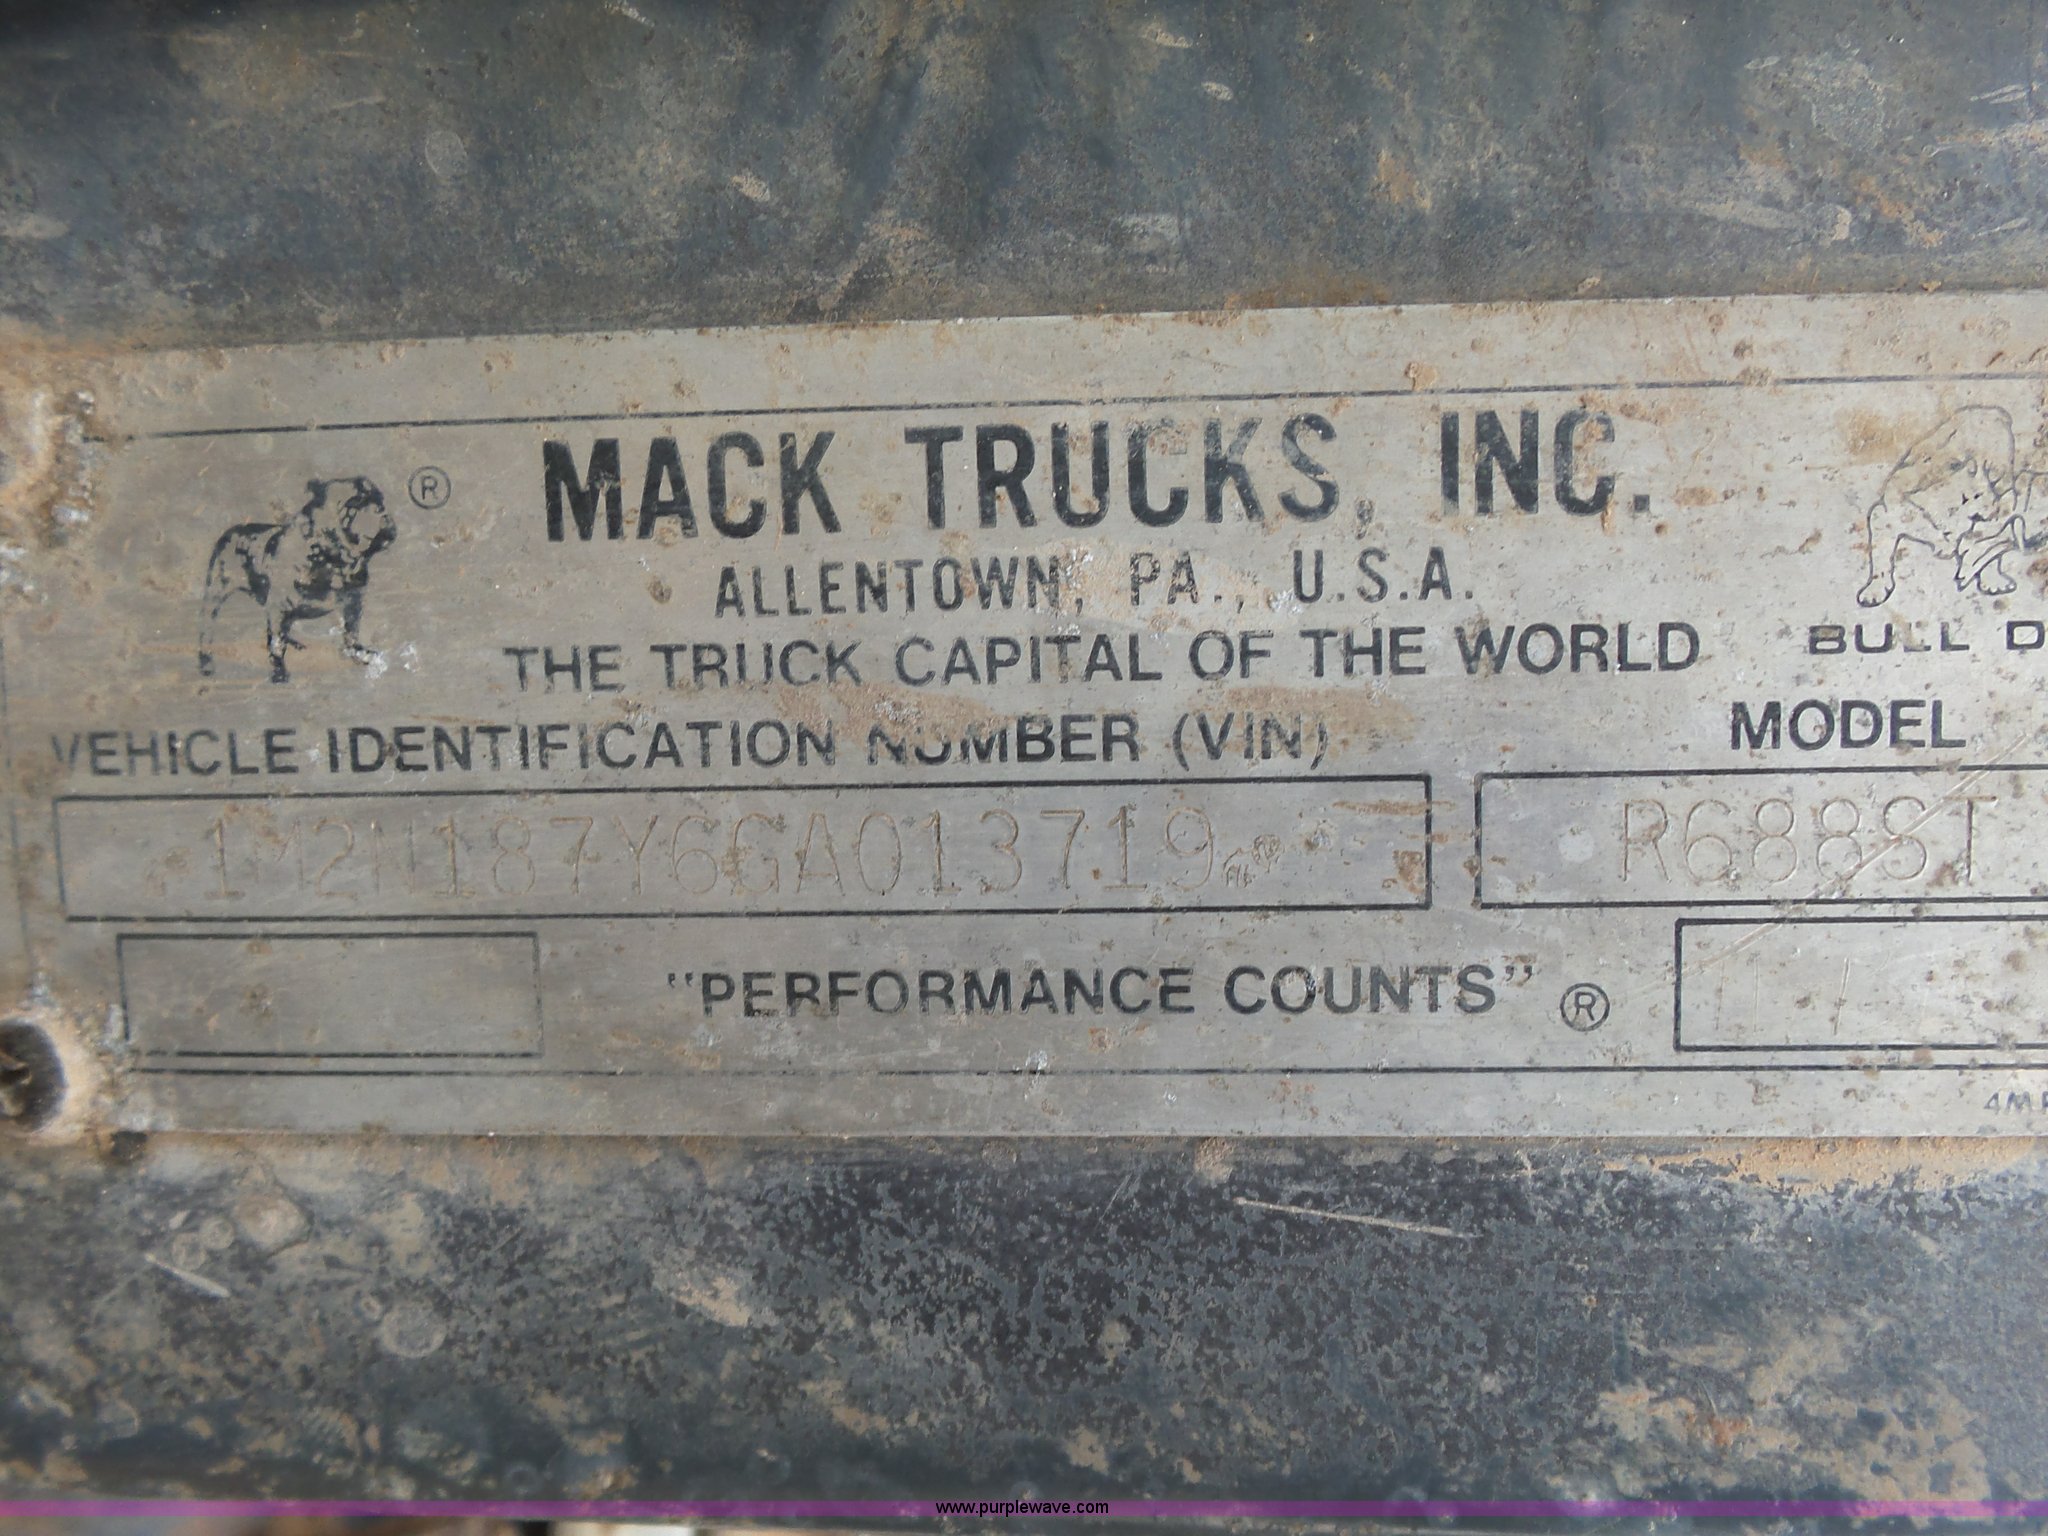 ® MACK TRUCKS, INC.
ALLENTOWN, PA., U.S.A.
THE TRUCK CAPITAL OF THE WORLD
BULL D
VEHICLE IDENTIFICATION NUMBER (VIN)
MODEL
1M2N187Y6GA013719
R688ST
"PERFORMANCE COUNTS" ®
www.purplewave.com